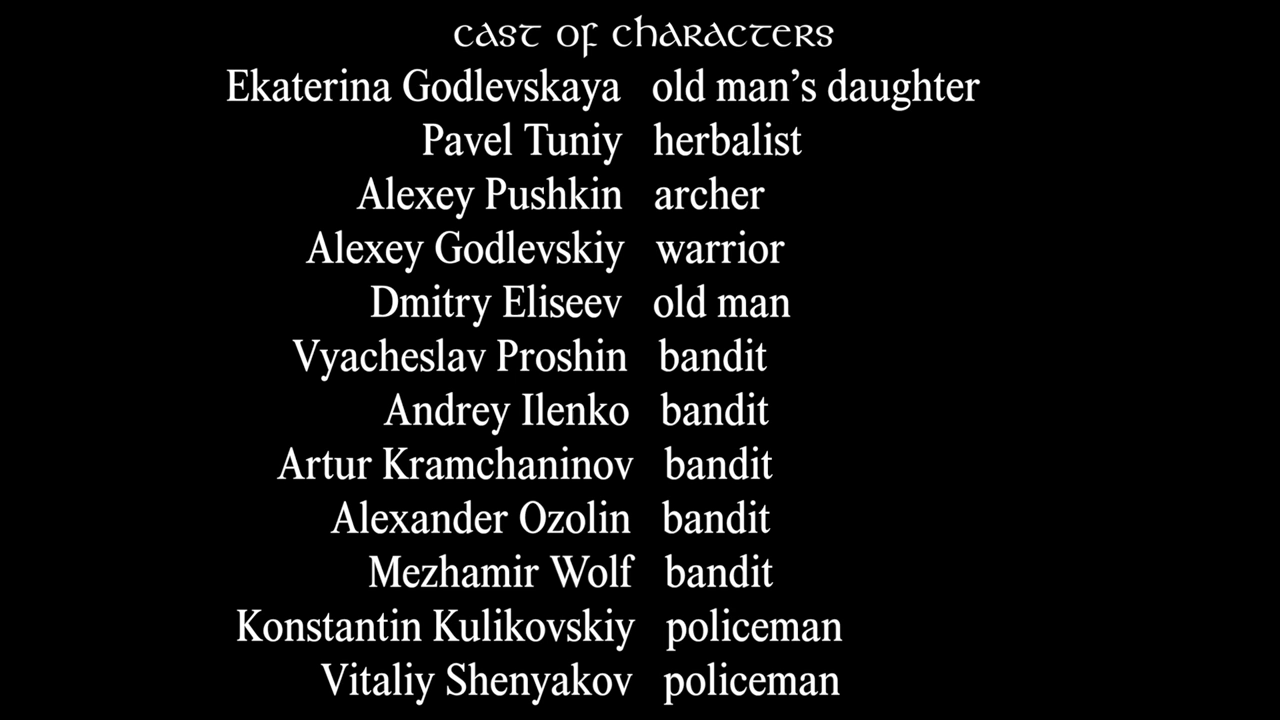 cast of characters
Ekaterina Godlevskaya old man's daughter
Pavel Tuniy herbalist
Alexey Pushkin archer
Alexey Godlevskiy warrior
Dmitry Eliseev old man
Vyacheslav Proshin bandit
Andrey Ilenko bandit
Artur Kramchaninov bandit
Alexander Ozolin bandit
Mezhamir Wolf bandit
Konstantin Kulikovskiy policeman
Vitaliy Shenyakov policeman